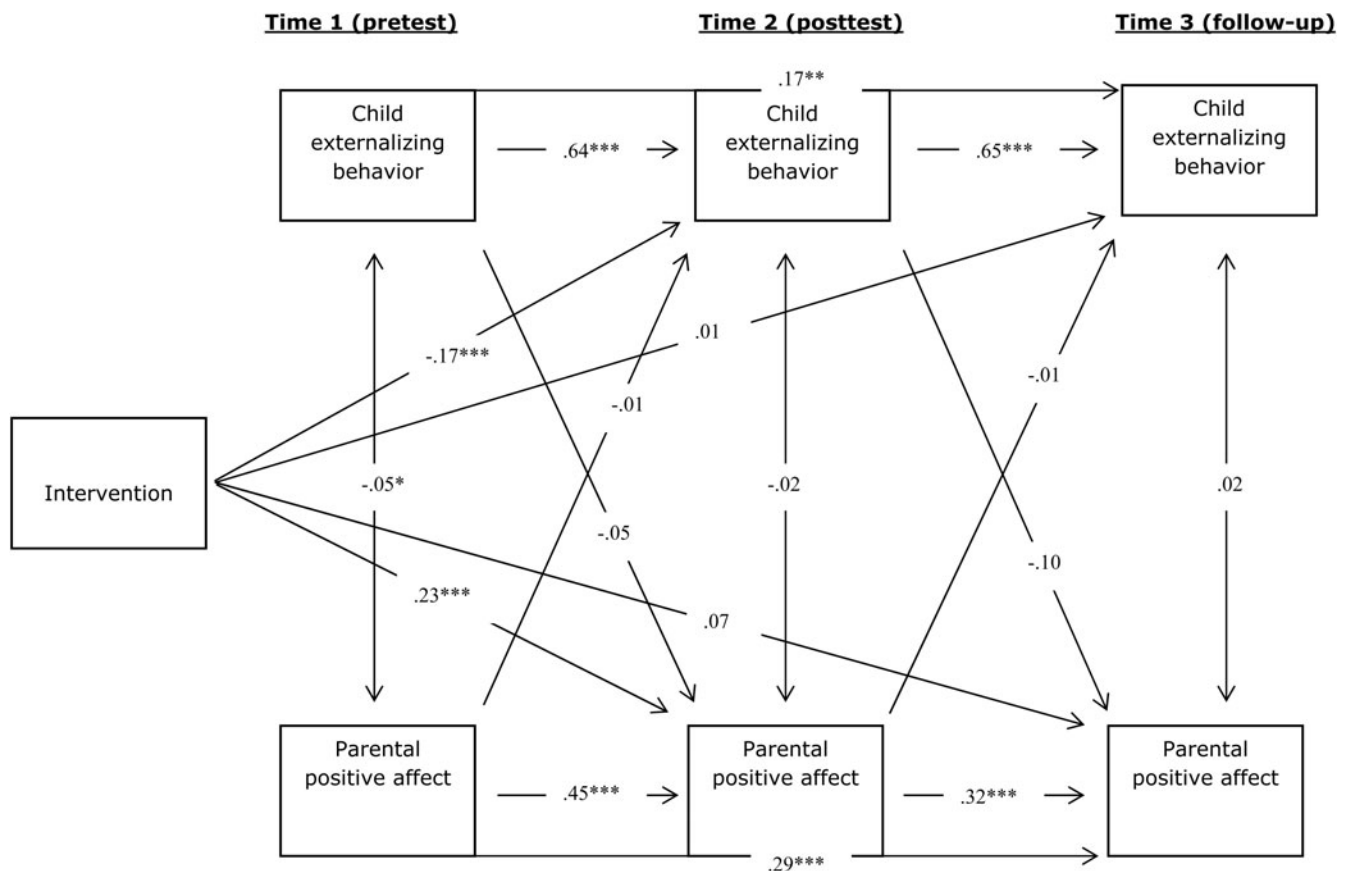 Time 1 (pretest)
Time 2 (posttest)
Time 3 (follow-up)
.17**
Child
externalizing
behavior
.64***
Child
externalizing
behavior
.65***
Child
externalizing
behavior
-.17***
.01
-.01
-.01
Intervention
-.05*
-.05
-.02
-.10
.02
.23***
.07
Parental
positive affect
.45***
Parental
positive affect
.32***
Parental
positive affect
.29***